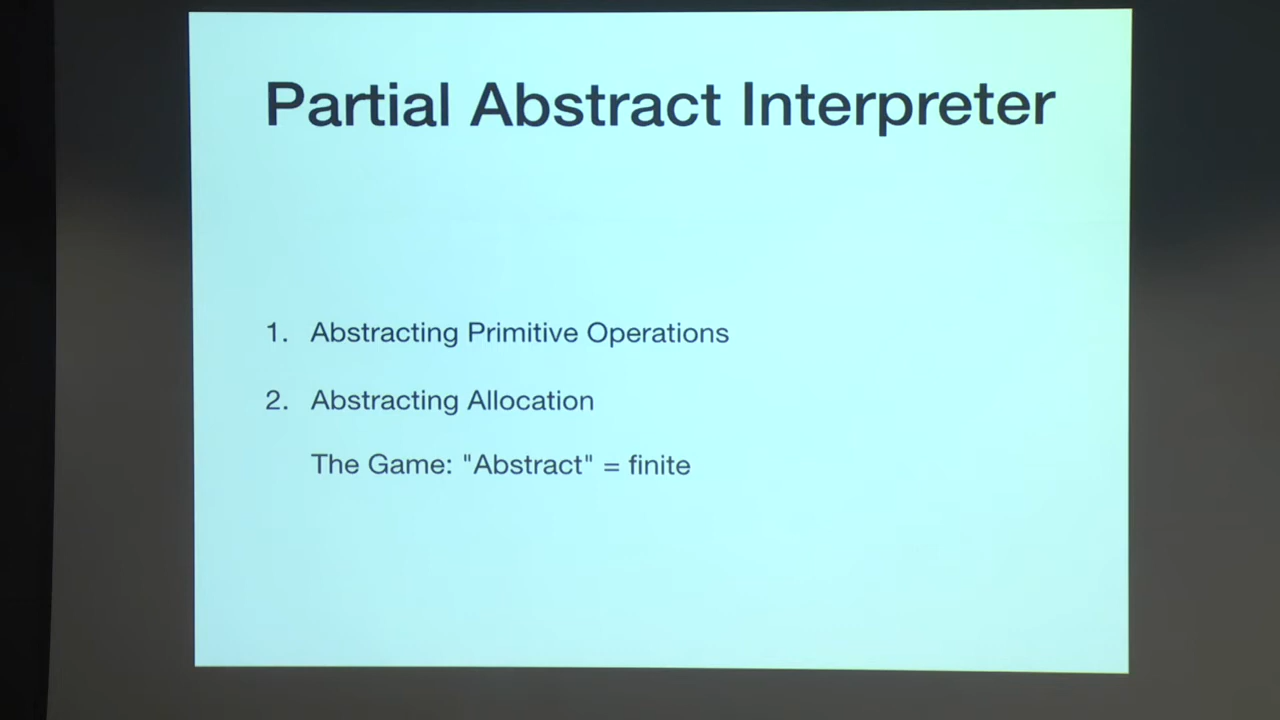 Partial Abstract Interpreter
1. Abstracting Primitive Operations
2. Abstracting Allocation
The Game: "Abstract" = finite